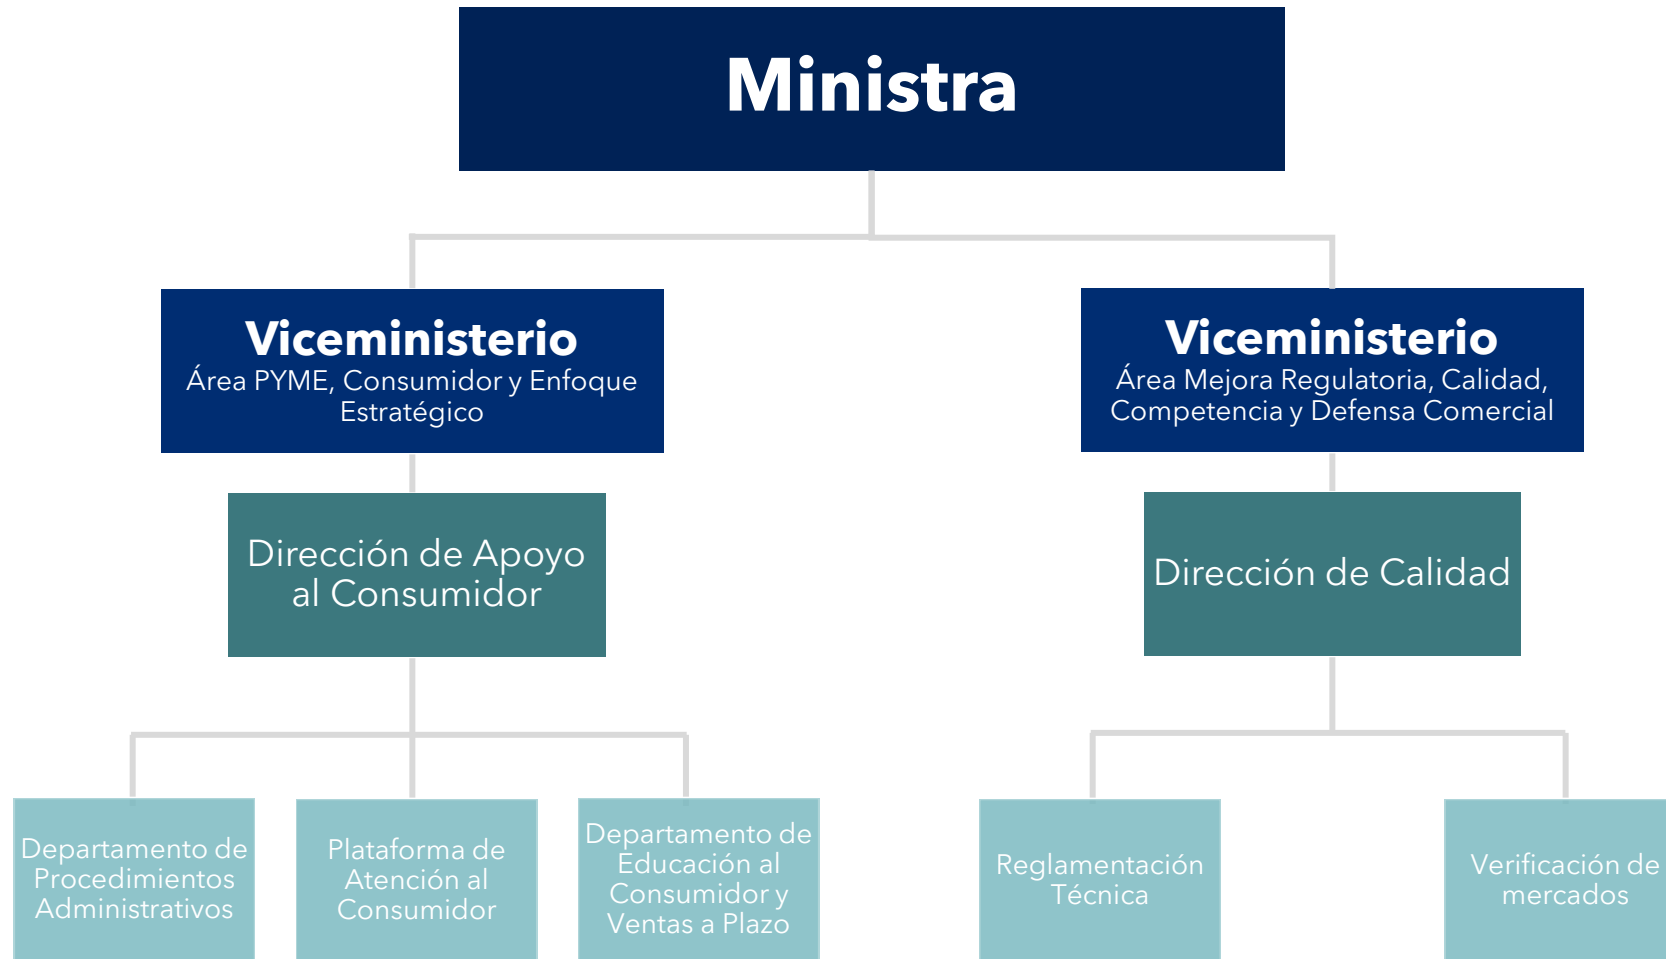 Ministra
Viceministerio
Área PYME, Consumidor y Enfoque
Estratégico
Viceministerio
Área Mejora Regulatoria, Calidad,
Competencia y Defensa Comercial
Dirección de Apoyo
al Consumidor
Dirección de Calidad
Departamento de
Procedimientos
Administrativos
Plataforma de
Atención al
Consumidor
Departamento de
Educación al
Consumidor y
Ventas a Plazo
Reglamentación
Técnica
Verificación de
mercados